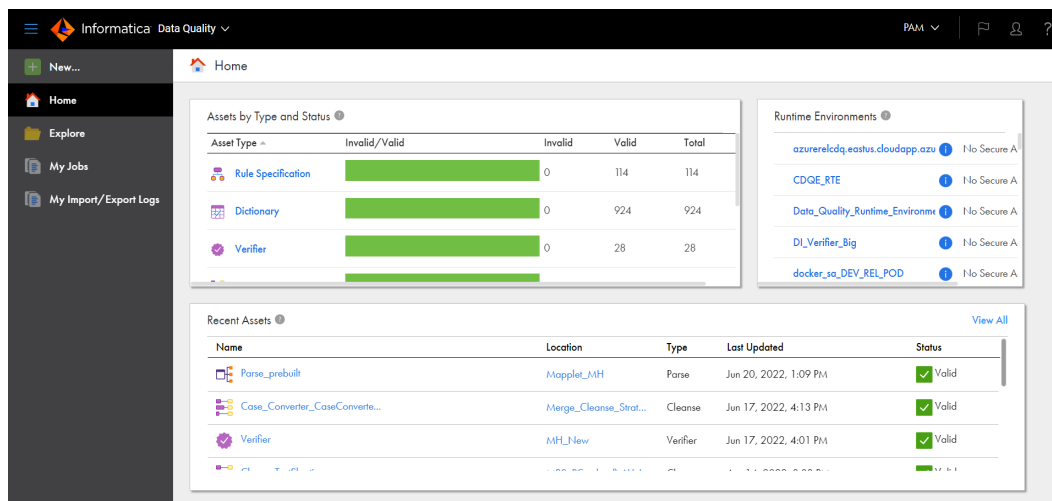 Informatica Data Quality
PAM
?
New...
Home
Explore
My Jobs
My Import/Export Logs
Home
Assets by Type and Status ?
Asset Type Invalid/Valid Invalid Valid Total
Rule Specification 0 114 114
Dictionary 0 924 924
Verifier 0 28 28
Runtime Environments ?
azurerelcdq.eastus.cloudapp.azu i No Secure A
CDQE_RTE i No Secure A
Data_Quality_Runtime_Environme i No Secure A
DI_Verifier_Big i No Secure A
docker_sa_DEV_REL_POD i No Secure A
Recent Assets ?
View All
Name Location Type Last Updated Status
Parse_prebuilt Mapplet_MH Parse Jun 20, 2022, 1:09 PM Valid
Case_Converter_CaseConverte... Merge_Cleanse_Strat... Cleanse Jun 17, 2022, 4:13 PM Valid
Verifier MH_New Verifier Jun 17, 2022, 4:01 PM Valid